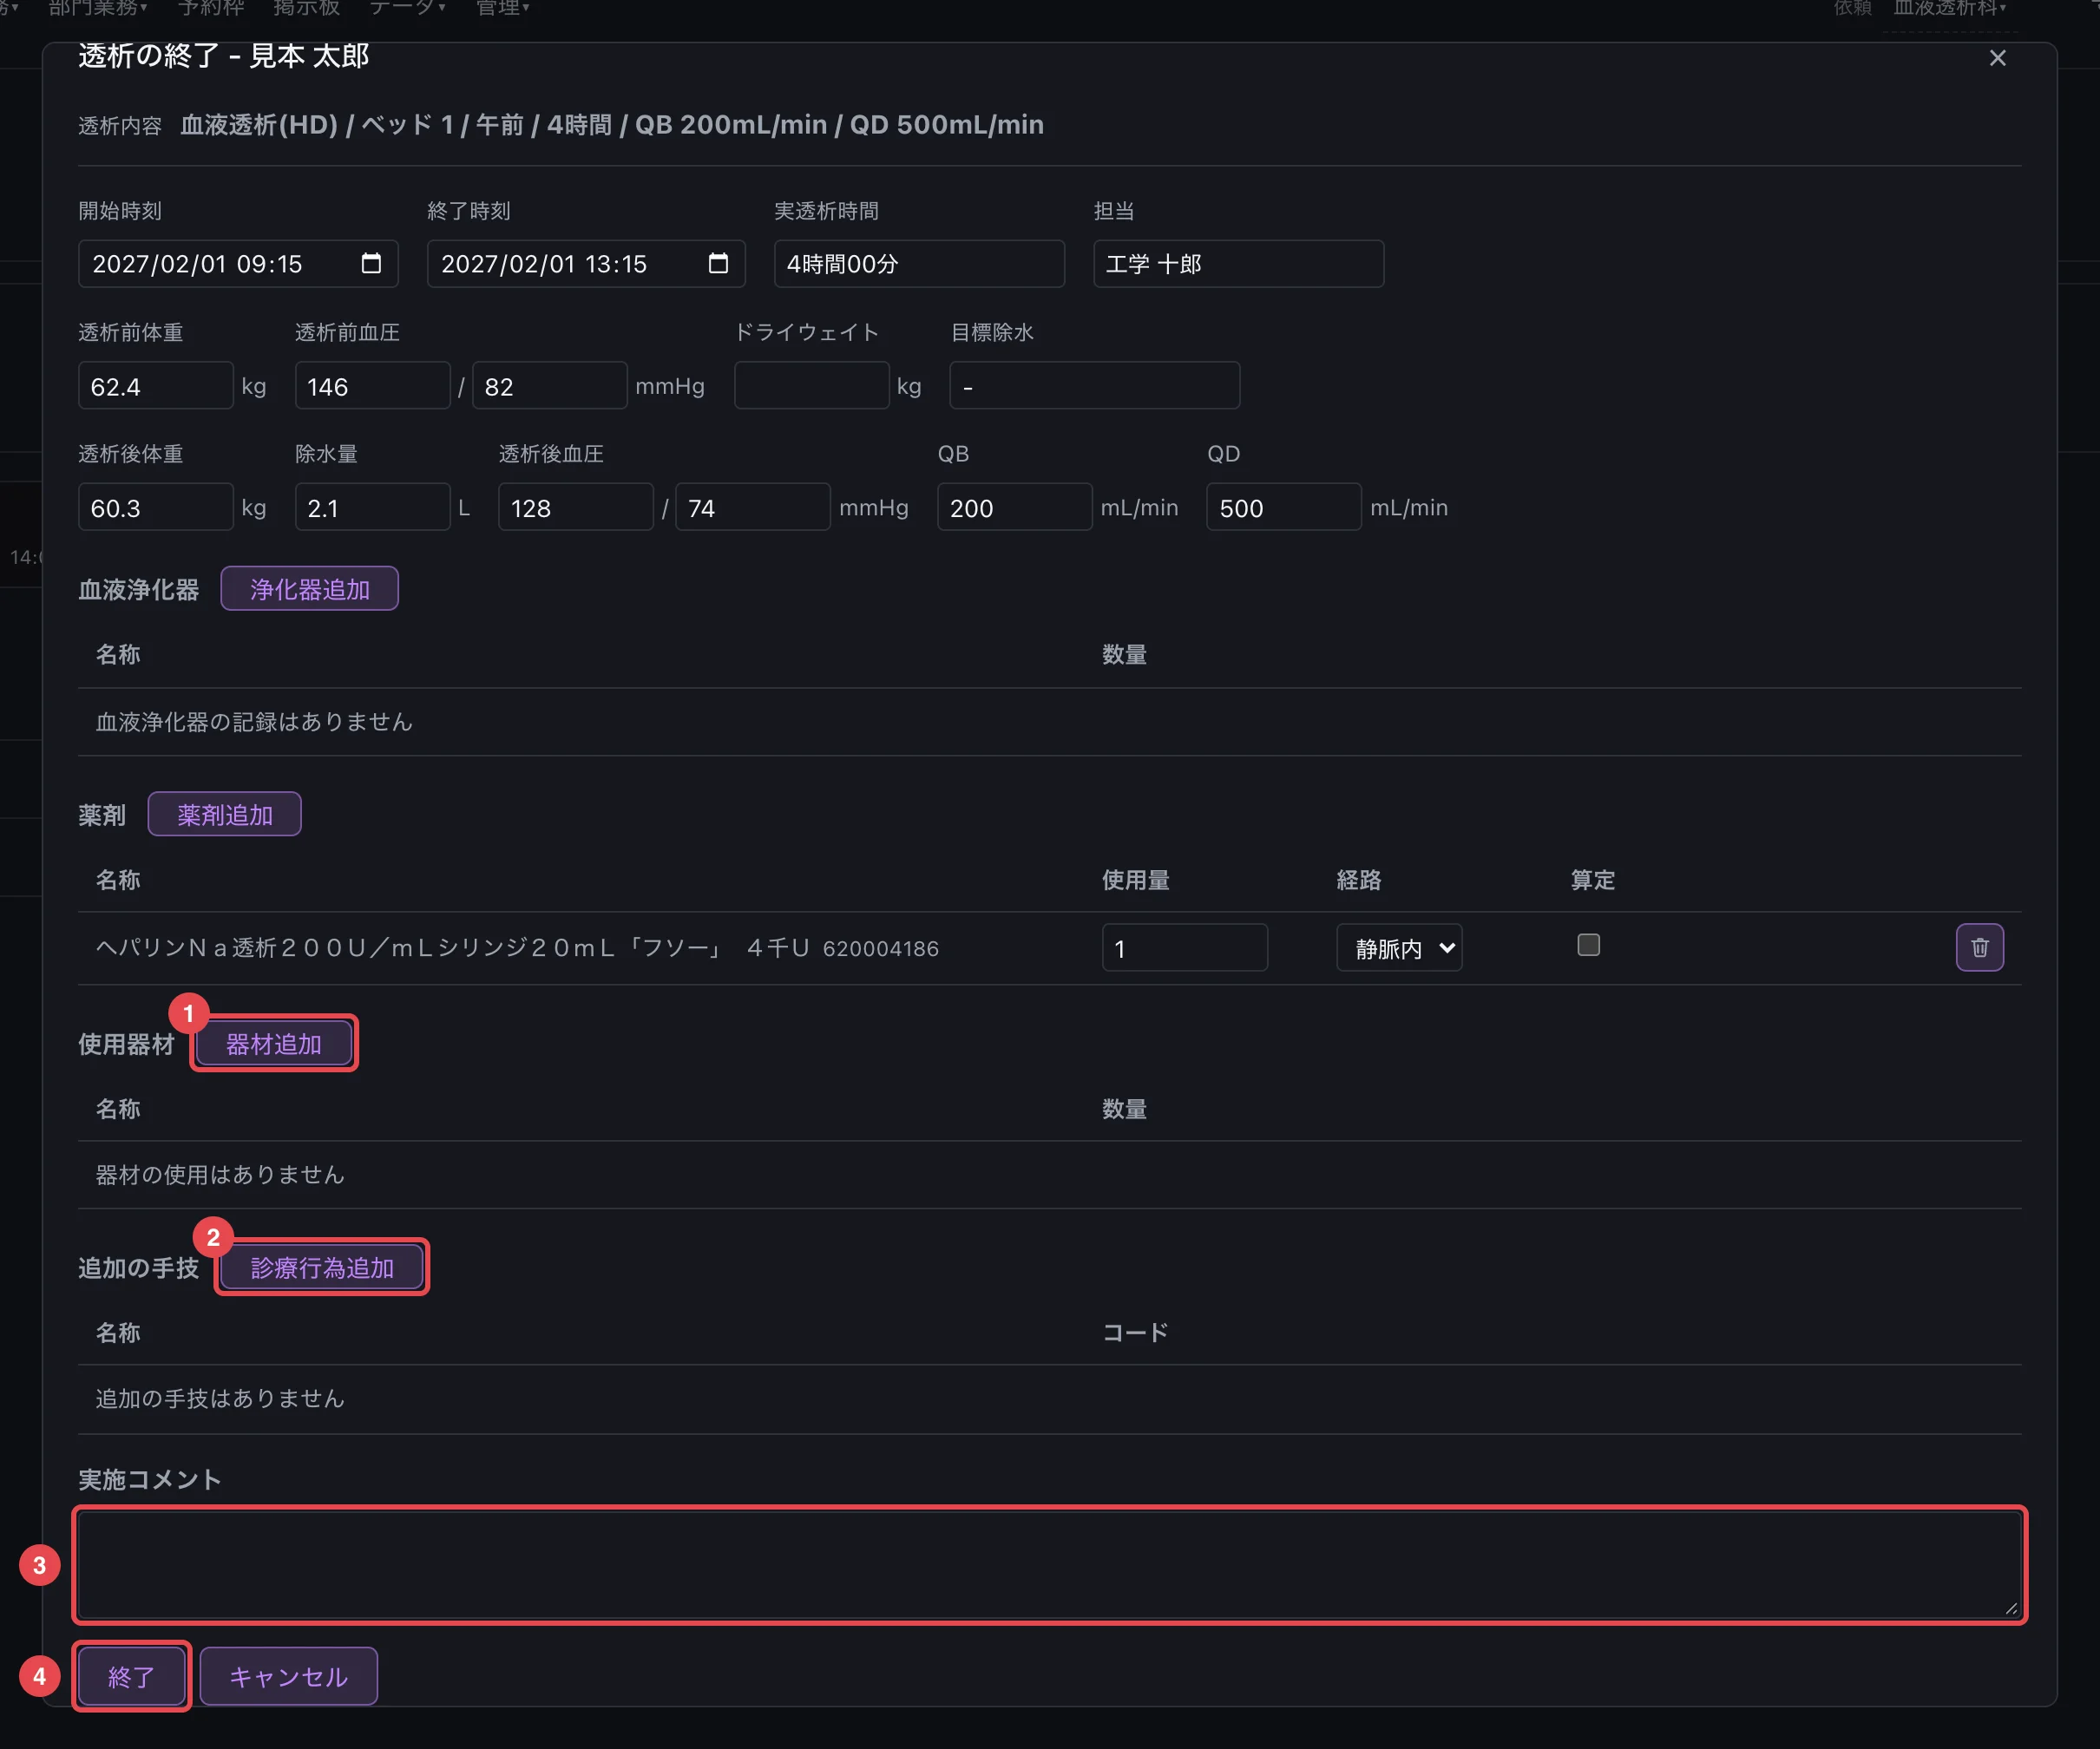 務▾ 部門業務▾ 予約枠 掲示板 データ▾ 管理▾ 依頼 血液透析科▾
透析の終了 - 見本 太郎
透析内容 血液透析(HD) / ベッド 1 / 午前 / 4時間 / QB 200mL/min / QD 500mL/min
開始時刻 終了時刻 実透析時間 担当
2027/02/01 09:15 2027/02/01 13:15 4時間00分 工学 十郎
透析前体重 透析前血圧 ドライウェイト 目標除水
62.4 kg 146 / 82 mmHg kg -
透析後体重 除水量 透析後血圧 QB QD
60.3 kg 2.1 L 128 / 74 mmHg 200 mL/min 500 mL/min
血液浄化器 浄化器追加
名称 数量
血液浄化器の記録はありません
薬剤 薬剤追加
名称 使用量 経路 算定
ヘパリンＮａ透析２００Ｕ／ｍＬシリンジ２０ｍＬ「フソー」　４千Ｕ 620004186 1 静脈内
1
使用器材 器材追加
名称 数量
器材の使用はありません
2
追加の手技 診療行為追加
名称 コード
追加の手技はありません
実施コメント
3
4 終了 キャンセル